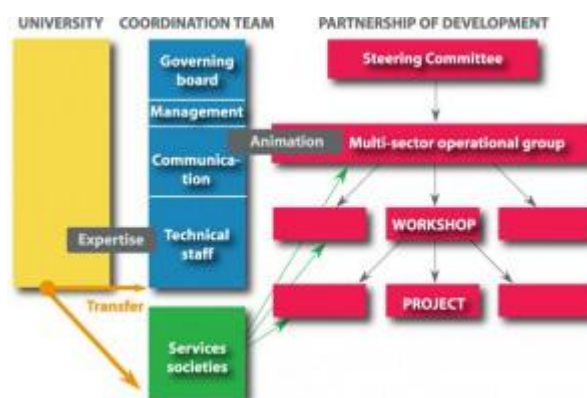 UNIVERSITY
COORDINATION TEAM
PARTNERSHIP OF DEVELOPMENT
Governing
board
Management
Communica-
tion
Technical
staff
Expertise
Animation
Transfer
Services
societies
Steering Committee
Multi-sector operational group
WORKSHOP
PROJECT